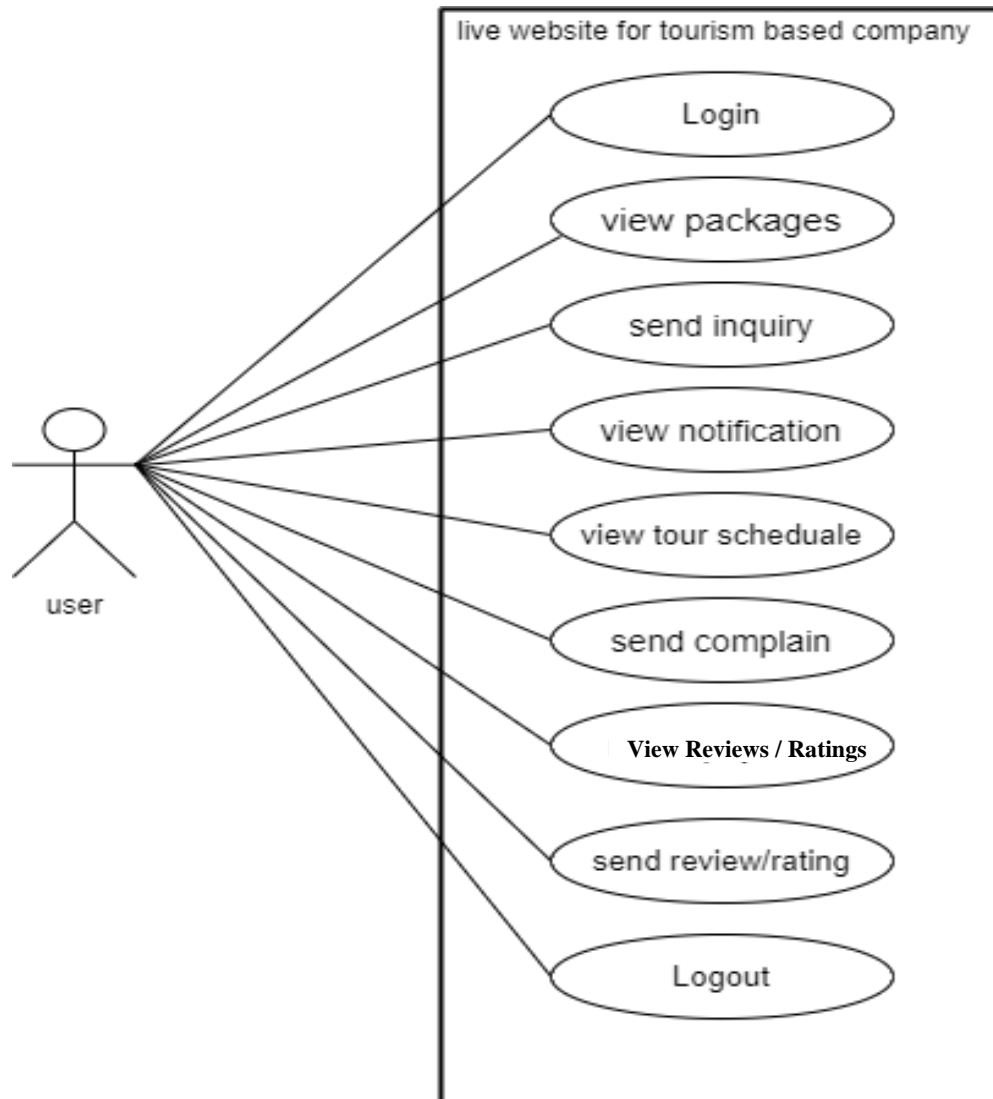 live website for tourism based company
Login
view packages
send inquiry
view notification
view tour scheduale
user
send complain
View Reviews / Ratings
send review/rating
Logout